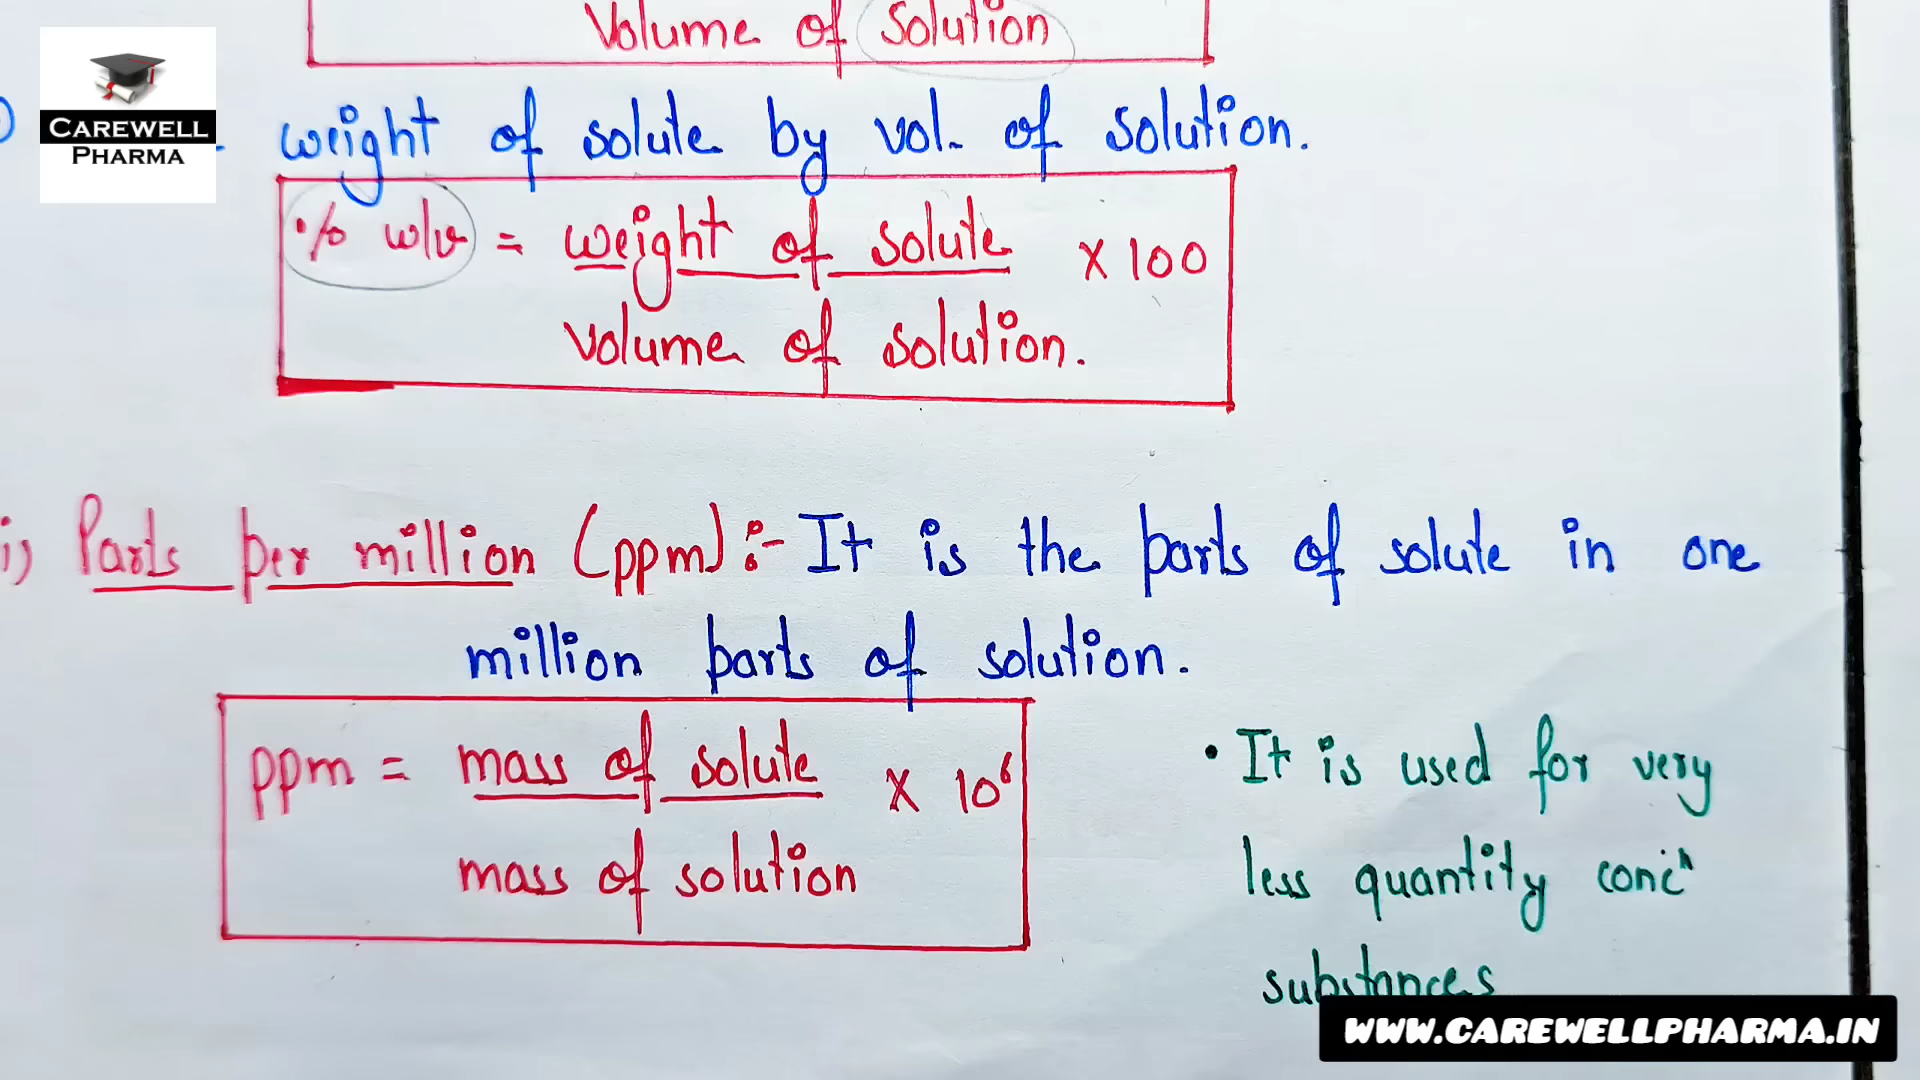 Volume of solution
CAREWELL
PHARMA
weight of solute by vol. of solution.
% w/v = weight of solute × 100
volume of solution.
i) Parts per million (ppm) :- It is the parts of solute in one
million parts of solution.
ppm = mass of solute × 10⁶
mass of solution
• It is used for very
less quantity concⁿ
substances
WWW.CAREWELLPHARMA.IN